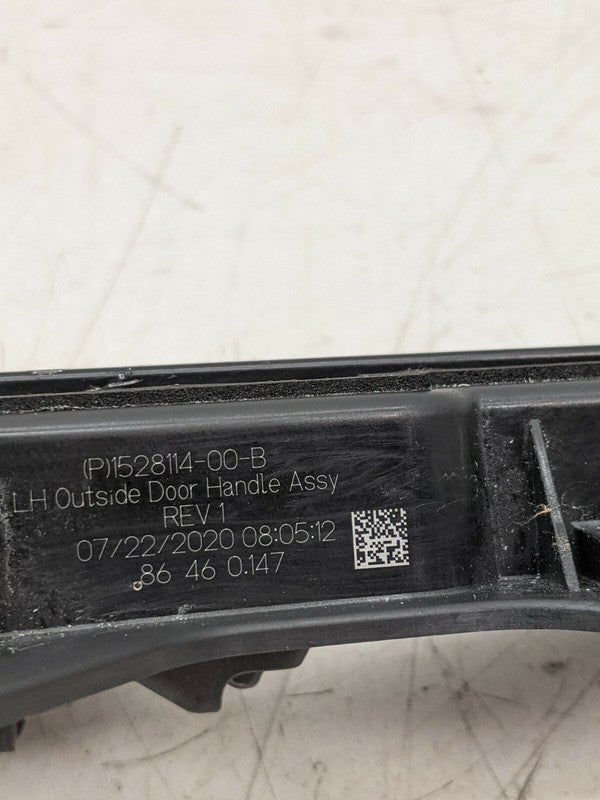 (P)1528114-00-B
LH Outside Door Handle Assy
REV 1
07/22/2020 08:05:12
86 46 0.147